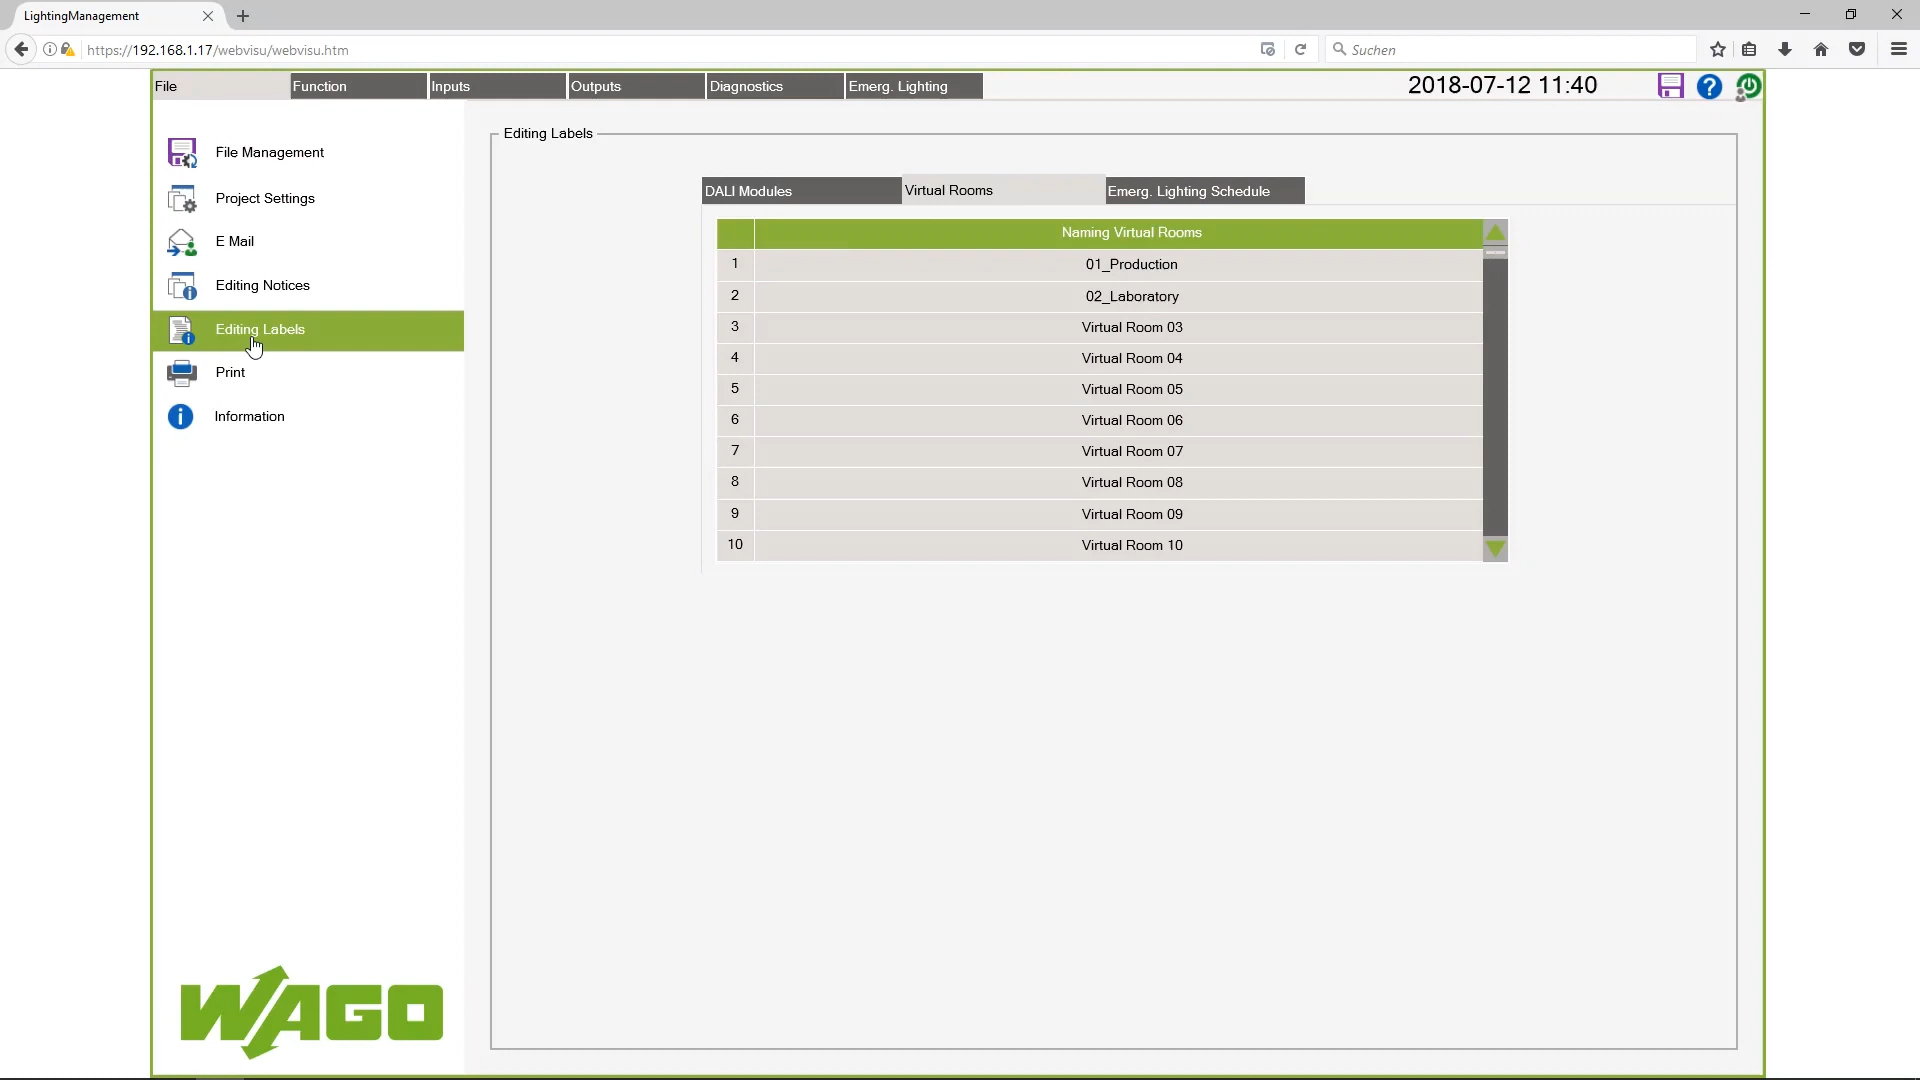 LightingManagement
https://192.168.1.17/webvisu/webvisu.htm
Suchen
File
Function
Inputs
Outputs
Diagnostics
Emerg. Lighting
2018-07-12 11:40
File Management
Project Settings
E Mail
Editing Notices
Editing Labels
Print
Information
WAGO
Editing Labels
DALI Modules
Virtual Rooms
Emerg. Lighting Schedule
Naming Virtual Rooms
1 01_Production
2 02_Laboratory
3 Virtual Room 03
4 Virtual Room 04
5 Virtual Room 05
6 Virtual Room 06
7 Virtual Room 07
8 Virtual Room 08
9 Virtual Room 09
10 Virtual Room 10